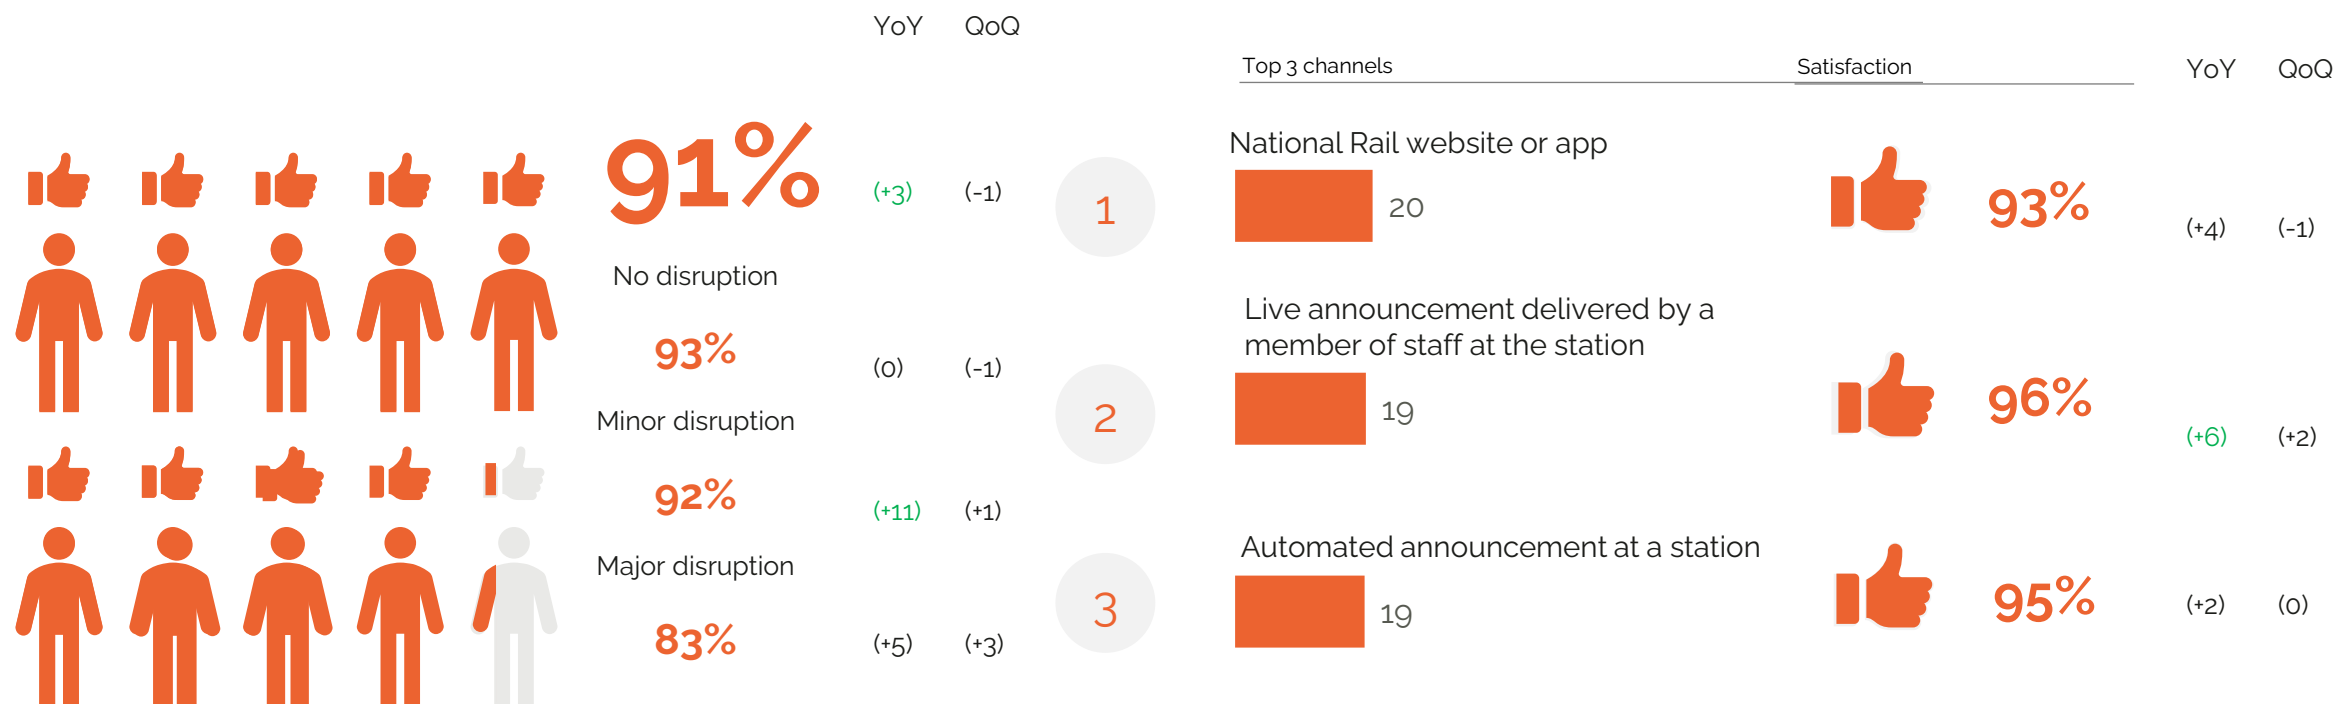 YoY QoQ
91% (+3) (-1)
No disruption
93% (0) (-1)
Minor disruption
92% (+11) (+1)
Major disruption
83% (+5) (+3)
Top 3 channels Satisfaction YoY QoQ
1 National Rail website or app
20 93% (+4) (-1)
2 Live announcement delivered by a
member of staff at the station
19 96% (+6) (+2)
3 Automated announcement at a station
19 95% (+2) (0)